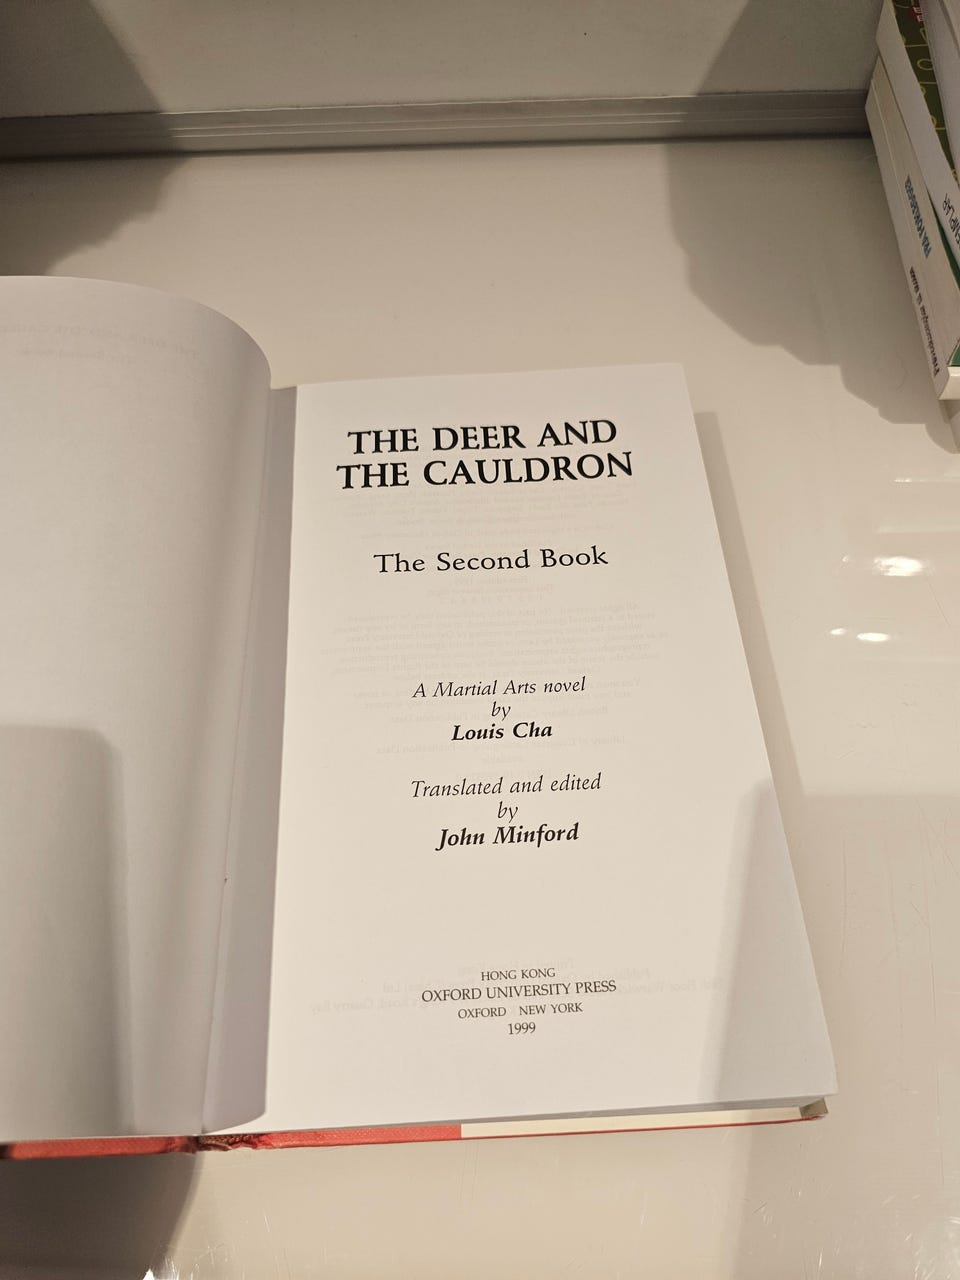 THE DEER AND
THE CAULDRON
The Second Book
A Martial Arts novel
by
Louis Cha
Translated and edited
by
John Minford
HONG KONG
OXFORD UNIVERSITY PRESS
OXFORD NEW YORK
1999